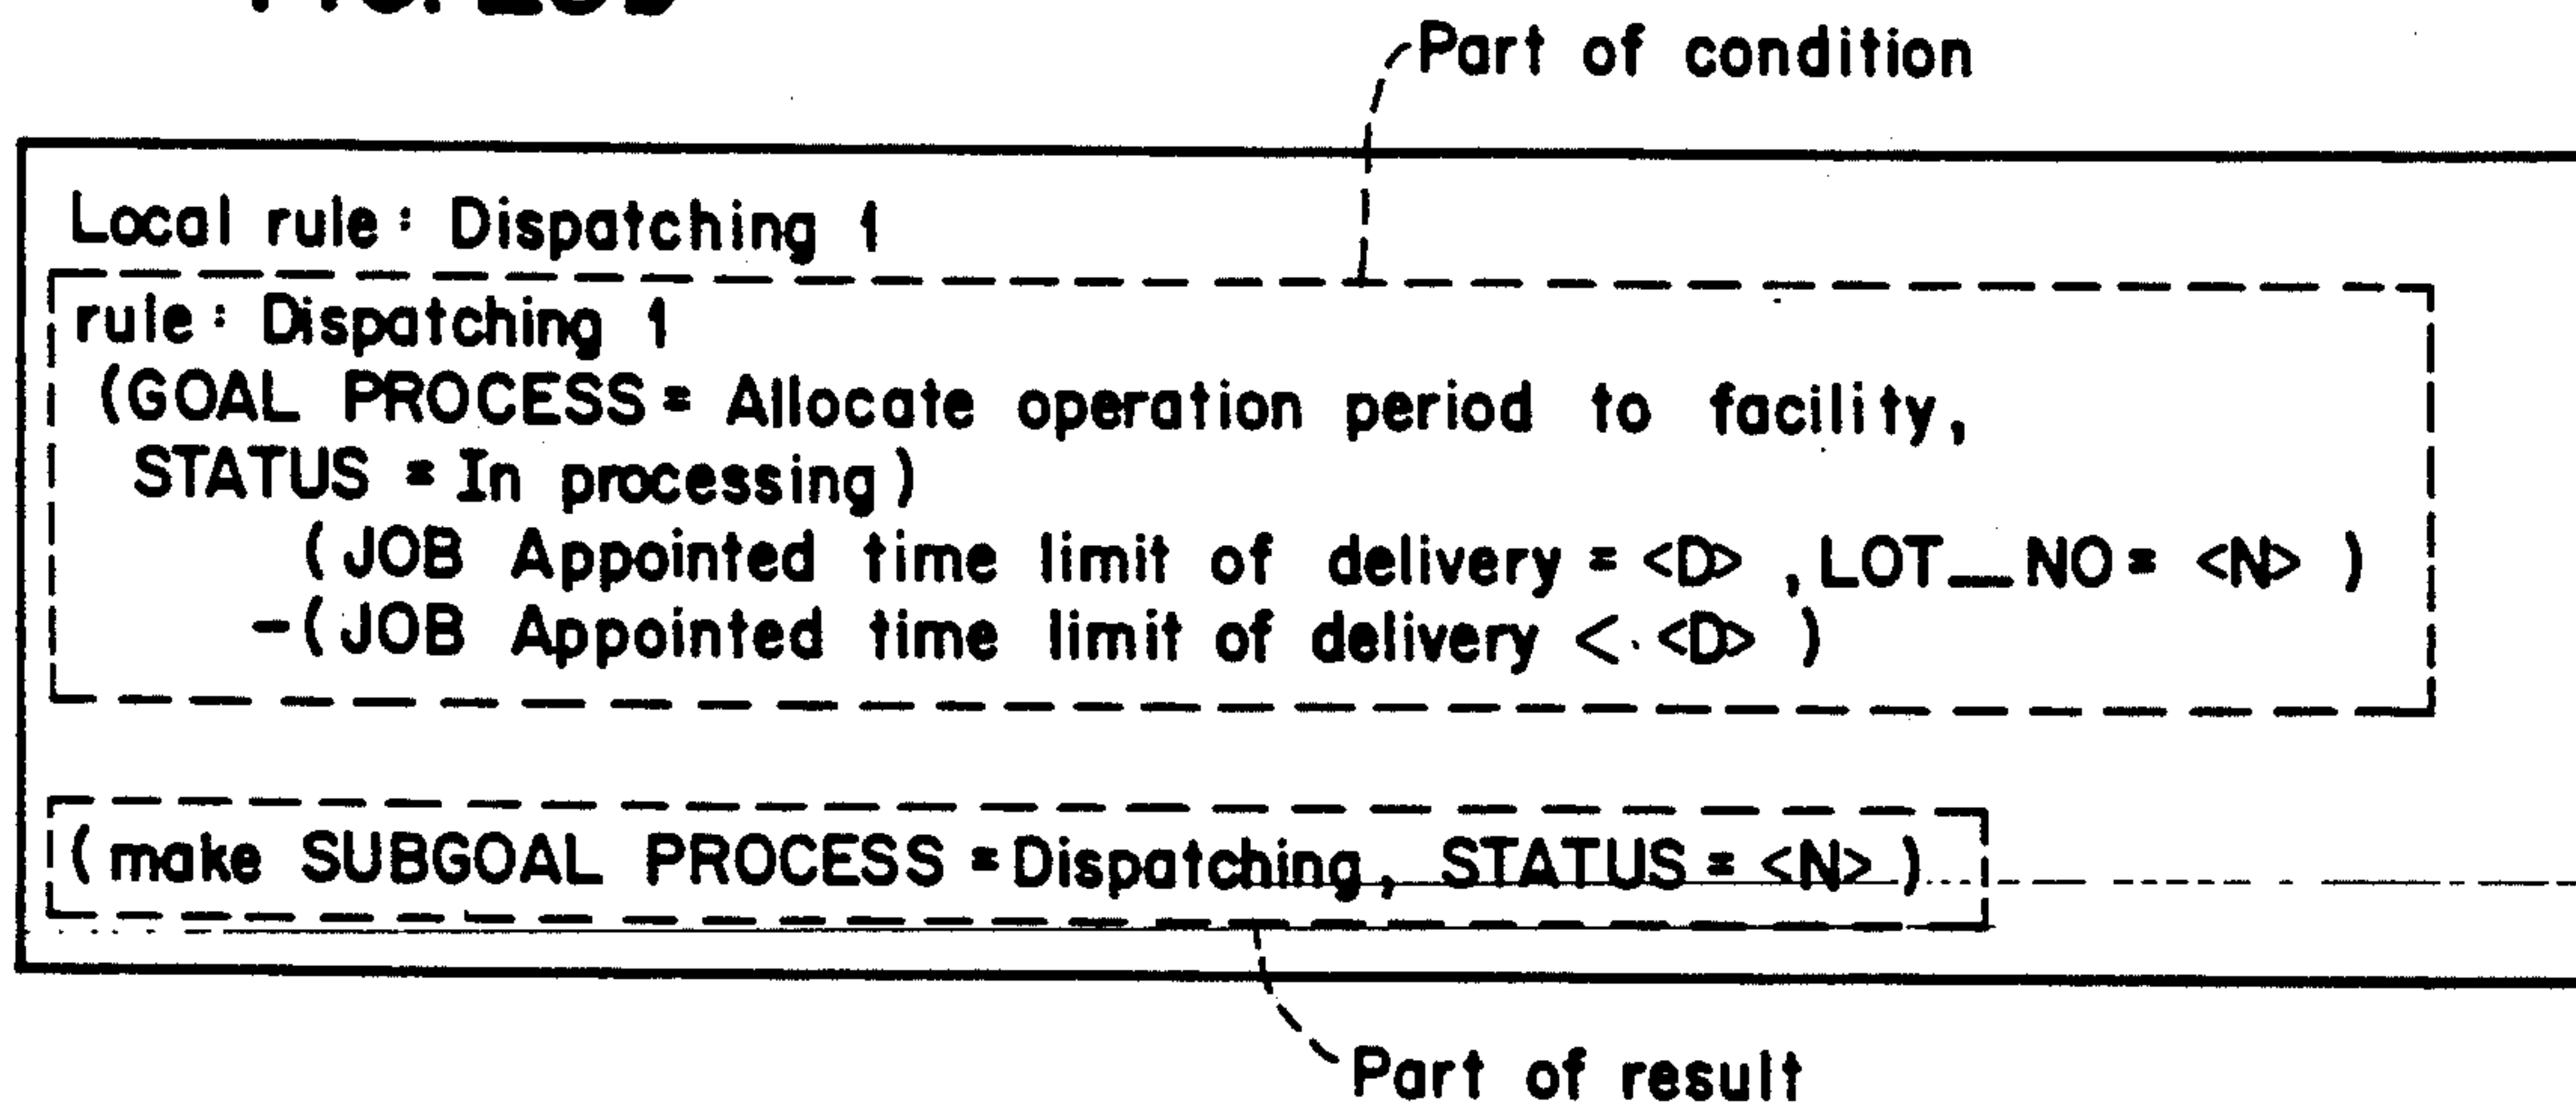 Part of condition
Local rule: Dispatching 1
rule: Dispatching 1
(GOAL PROCESS = Allocate operation period to facility,
STATUS = In processing)
(JOB Appointed time limit of delivery = <D> , LOT__NO = <N> )
-(JOB Appointed time limit of delivery < <D> )
(make SUBGOAL PROCESS = Dispatching, STATUS = <N> )
Part of result